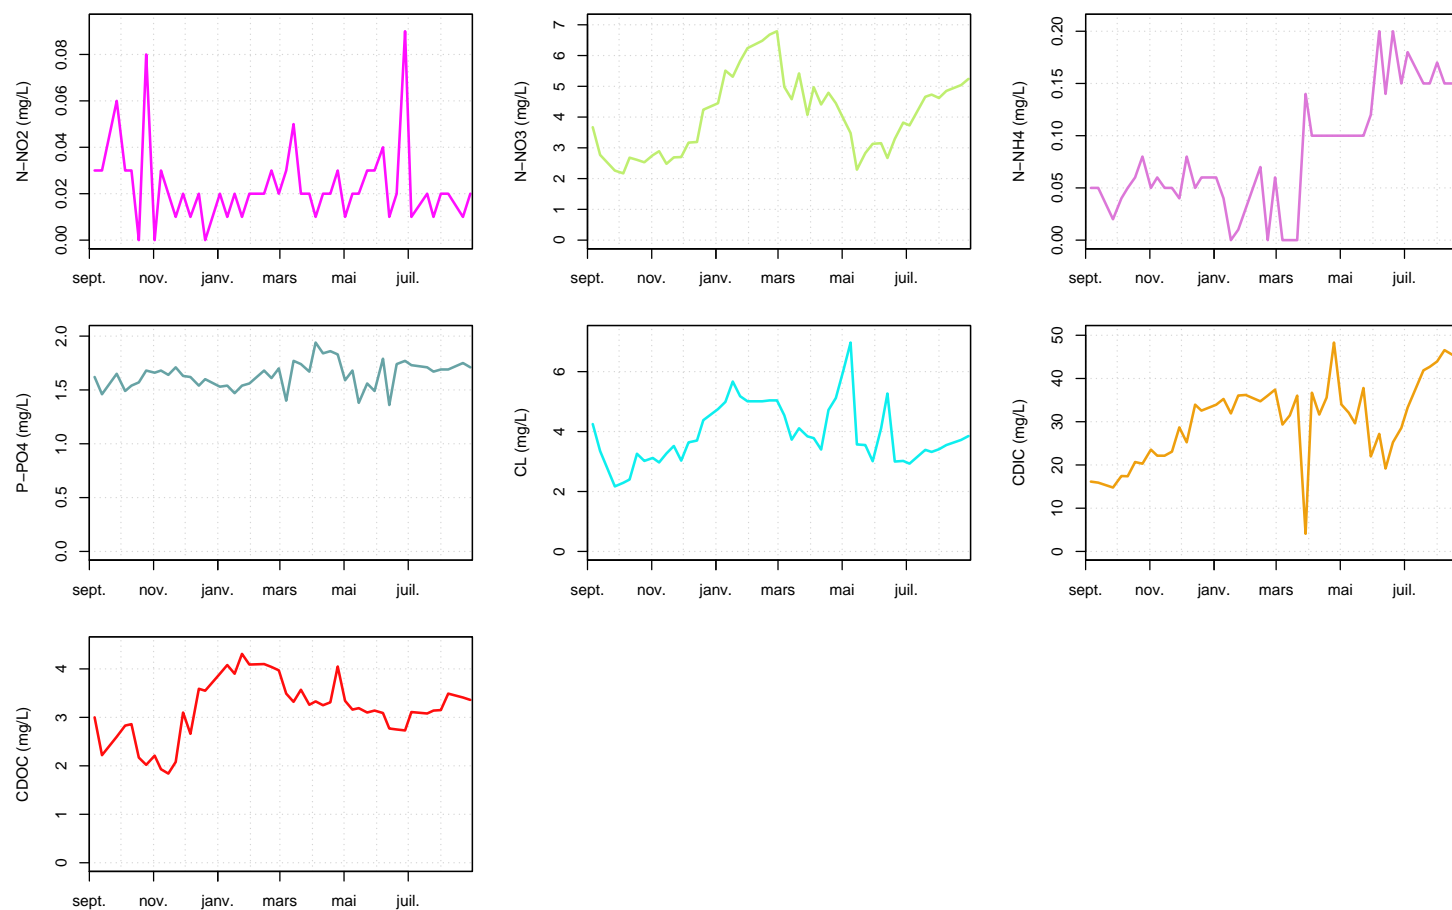 N−NO2 (mg/L)
0.00 0.02 0.04 0.06 0.08
sept. nov. janv. mars mai juil.
N−NO3 (mg/L)
0 1 2 3 4 5 6 7
sept. nov. janv. mars mai juil.
N−NH4 (mg/L)
0.00 0.05 0.10 0.15 0.20
sept. nov. janv. mars mai juil.
P−PO4 (mg/L)
0.0 0.5 1.0 1.5 2.0
sept. nov. janv. mars mai juil.
CL (mg/L)
0 2 4 6
sept. nov. janv. mars mai juil.
CDIC (mg/L)
0 10 20 30 40 50
sept. nov. janv. mars mai juil.
CDOC (mg/L)
0 1 2 3 4
sept. nov. janv. mars mai juil.